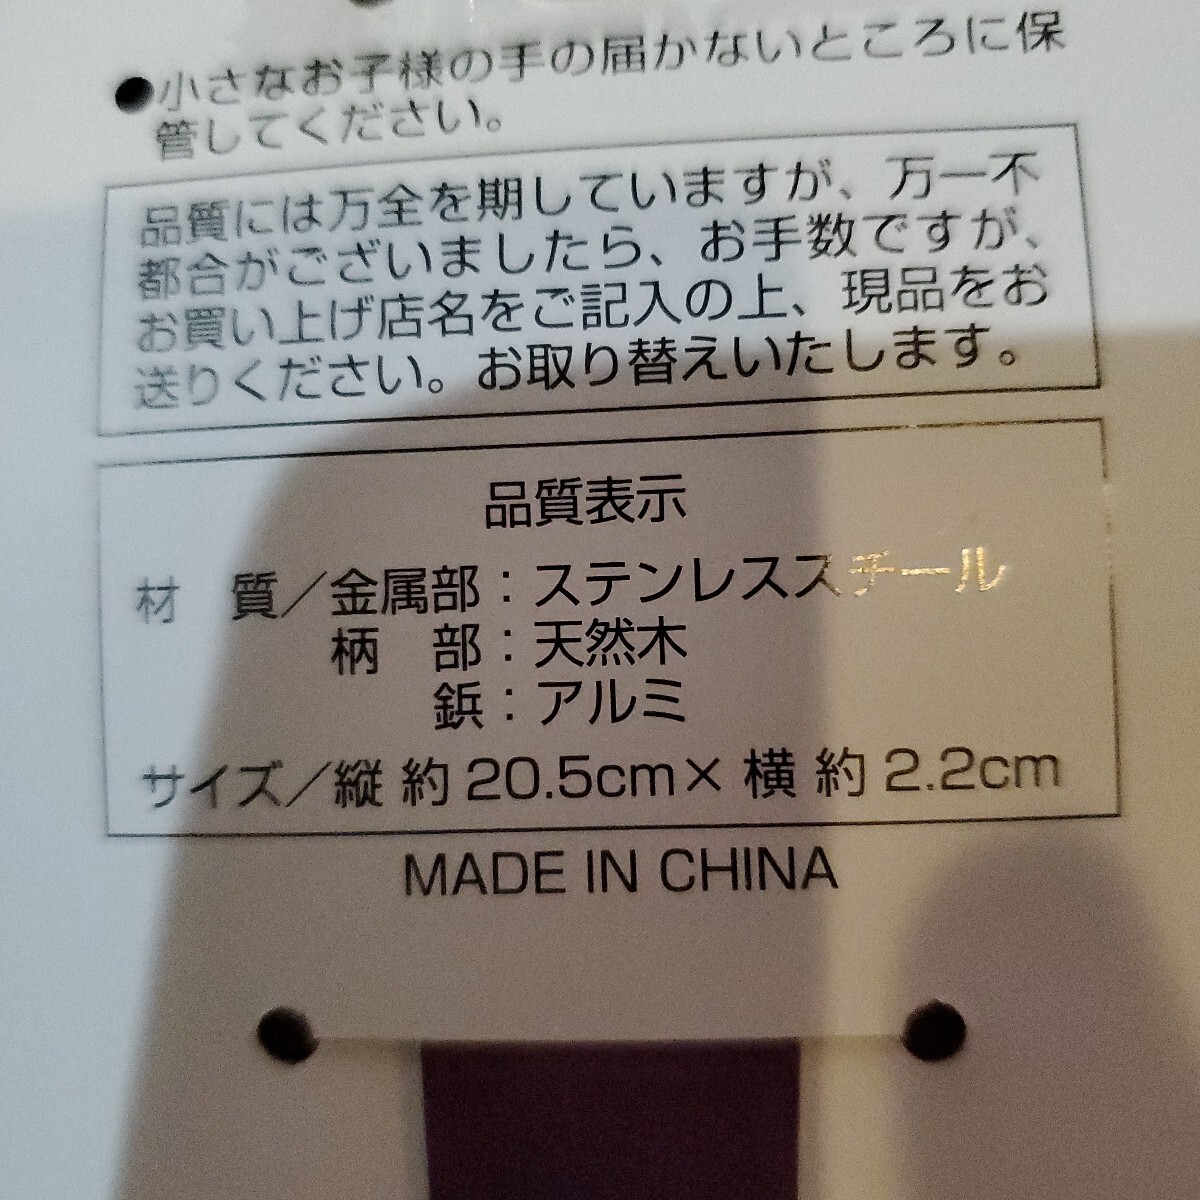 ●小さなお子様の手の届かないところに保
管してください。
品質には万全を期していますが、万一不
都合がございましたら、お手数ですが、
お買い上げ店名をご記入の上、現品をお
送りください。お取り替えいたします。
品質表示
材　質／金属部：ステンレススチール
柄　部：天然木
鋲：アルミ
サイズ／縦 約 20.5cm× 横 約 2.2cm
MADE IN CHINA